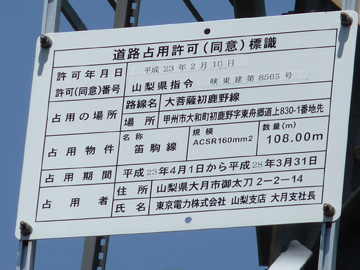 道路占用許可(同意)標識
許可年月日 平成 23年 2月 10日
許可(同意)番号 山梨県指令 峡東建第8565号
占用の場所 路線名 大菩薩初鹿野線
場所 甲州市大和町初鹿野字東舟郷道上830-1番地先
占用物件 名称 笛駒線 規模 ACSR160mm2 数量(m) 108.00m
占用期間 平成23年4月1日から平成28年3月31日
占用者 住所 山梨県大月市御太刀2-2-14
氏名 東京電力株式会社 山梨支店 大月支社長